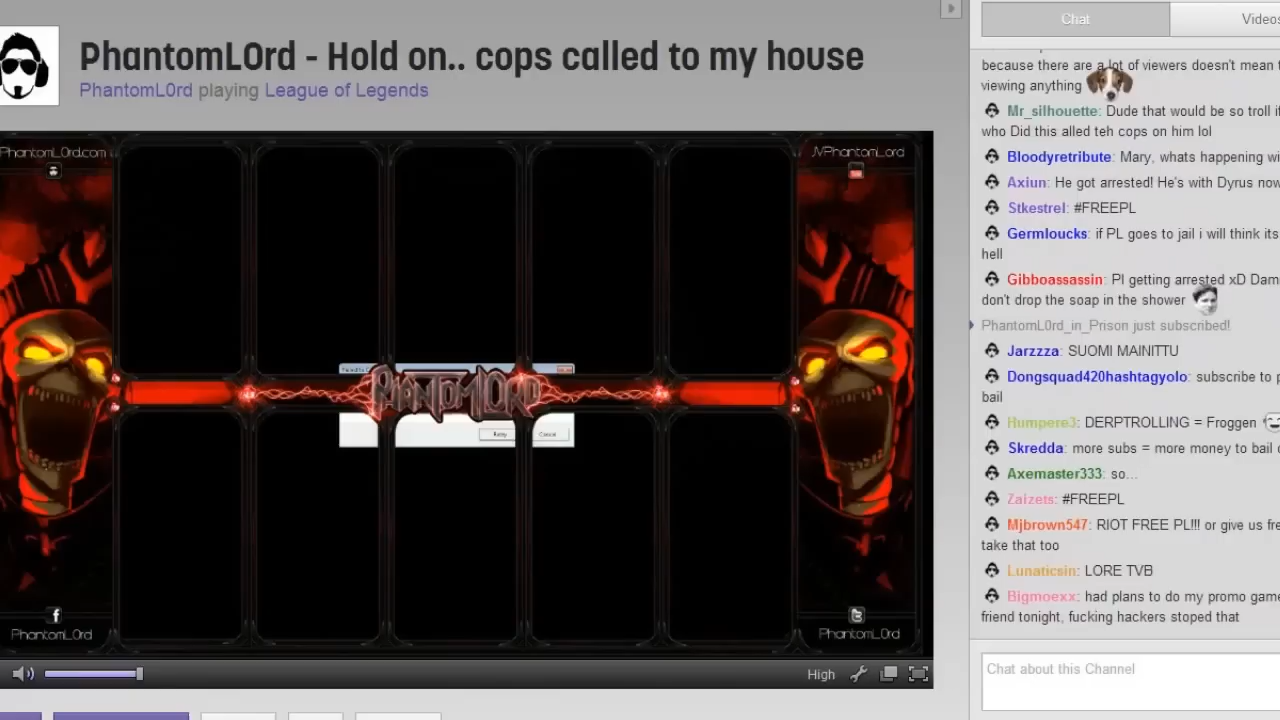 PhantomL0rd - Hold on.. cops called to my house
PhantomL0rd playing League of Legends
PhantomL0rd.com
JVPhantomLord
PHANTOML0RD
Retry
Cancel
PhantomL0rd
PhantomL0rd
High
Chat
Videos
because there are a lot of viewers doesn't mean
viewing anything
Mr_silhouette: Dude that would be so troll if
who Did this alled teh cops on him lol
Bloodyretribute: Mary, whats happening wi
Axiun: He got arrested! He's with Dyrus now
Stkestrel: #FREEPL
Germloucks: if PL goes to jail i will think its
hell
Gibboassassin: Pl getting arrested xD Dam
don't drop the soap in the shower
PhantomL0rd_in_Prison just subscribed!
Jarzzza: SUOMI MAINITTU
Dongsquad420hashtagyolo: subscribe to p
bail
Rumpere3: DERPTROLLING = Froggen
Skredda: more subs = more money to bail
Axemaster333: so...
Zaizets: #FREEPL
Mjbrown547: RIOT FREE PL!!! or give us fre
take that too
Lunaticsin: LORE TVB
Bigmoexx: had plans to do my promo game
friend tonight, fucking hackers stoped that
Chat about this Channel